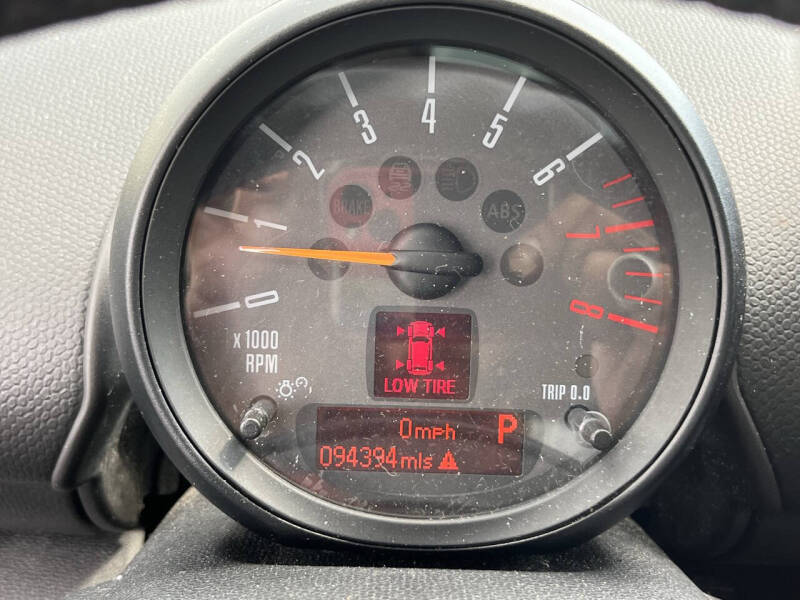 0
1
2
3
4
5
6
7
8
BRAKE
ABS
x1000
RPM
LOW TIRE
TRIP 0.0
0mph P
094394mls